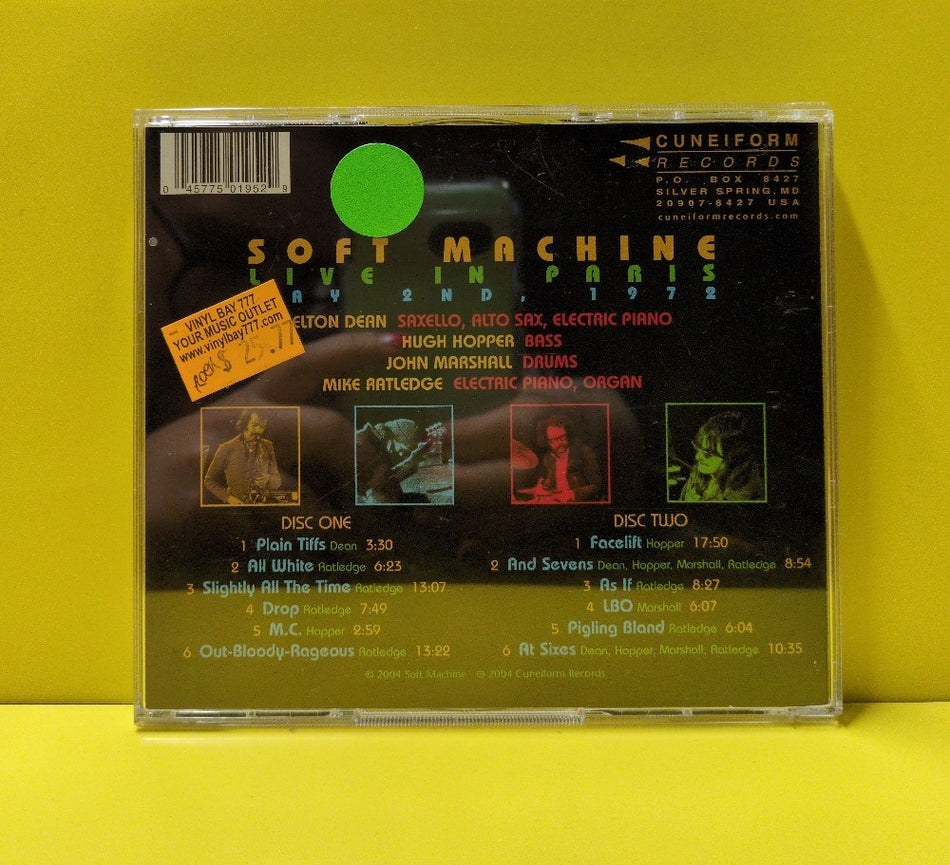 0 45775 01952 9
CUNEIFORM
RECORDS
P.O. BOX 8427
SILVER SPRING, MD
20907-8427 USA
cuneiformrecords.com
SOFT MACHINE
LIVE IN PARIS
AY 2ND, 1972
VINYL BAY 777
YOUR MUSIC OUTLET
www.vinylbay777.com
$ 25.77
ELTON DEAN SAXELLO, ALTO SAX, ELECTRIC PIANO
HUGH HOPPER BASS
JOHN MARSHALL DRUMS
MIKE RATLEDGE ELECTRIC PIANO, ORGAN
DISC ONE
1 Plain Tiffs Dean 3:30
2 All White Ratledge 6:23
3 Slightly All The Time Ratledge 13:07
4 Drop Ratledge 7:49
5 M.C. Hopper 2:59
6 Out-Bloody-Rageous Ratledge 13:22
DISC TWO
1 Facelift Hopper 17:50
2 And Sevens Dean, Hopper, Marshall, Ratledge 8:54
3 As If Ratledge 8:27
4 LBO Marshall 6:07
5 Pigling Bland Ratledge 6:04
6 At Sixes Dean, Hopper, Marshall, Ratledge 10:35
© 2004 Soft Machine © 2004 Cuneiform Records